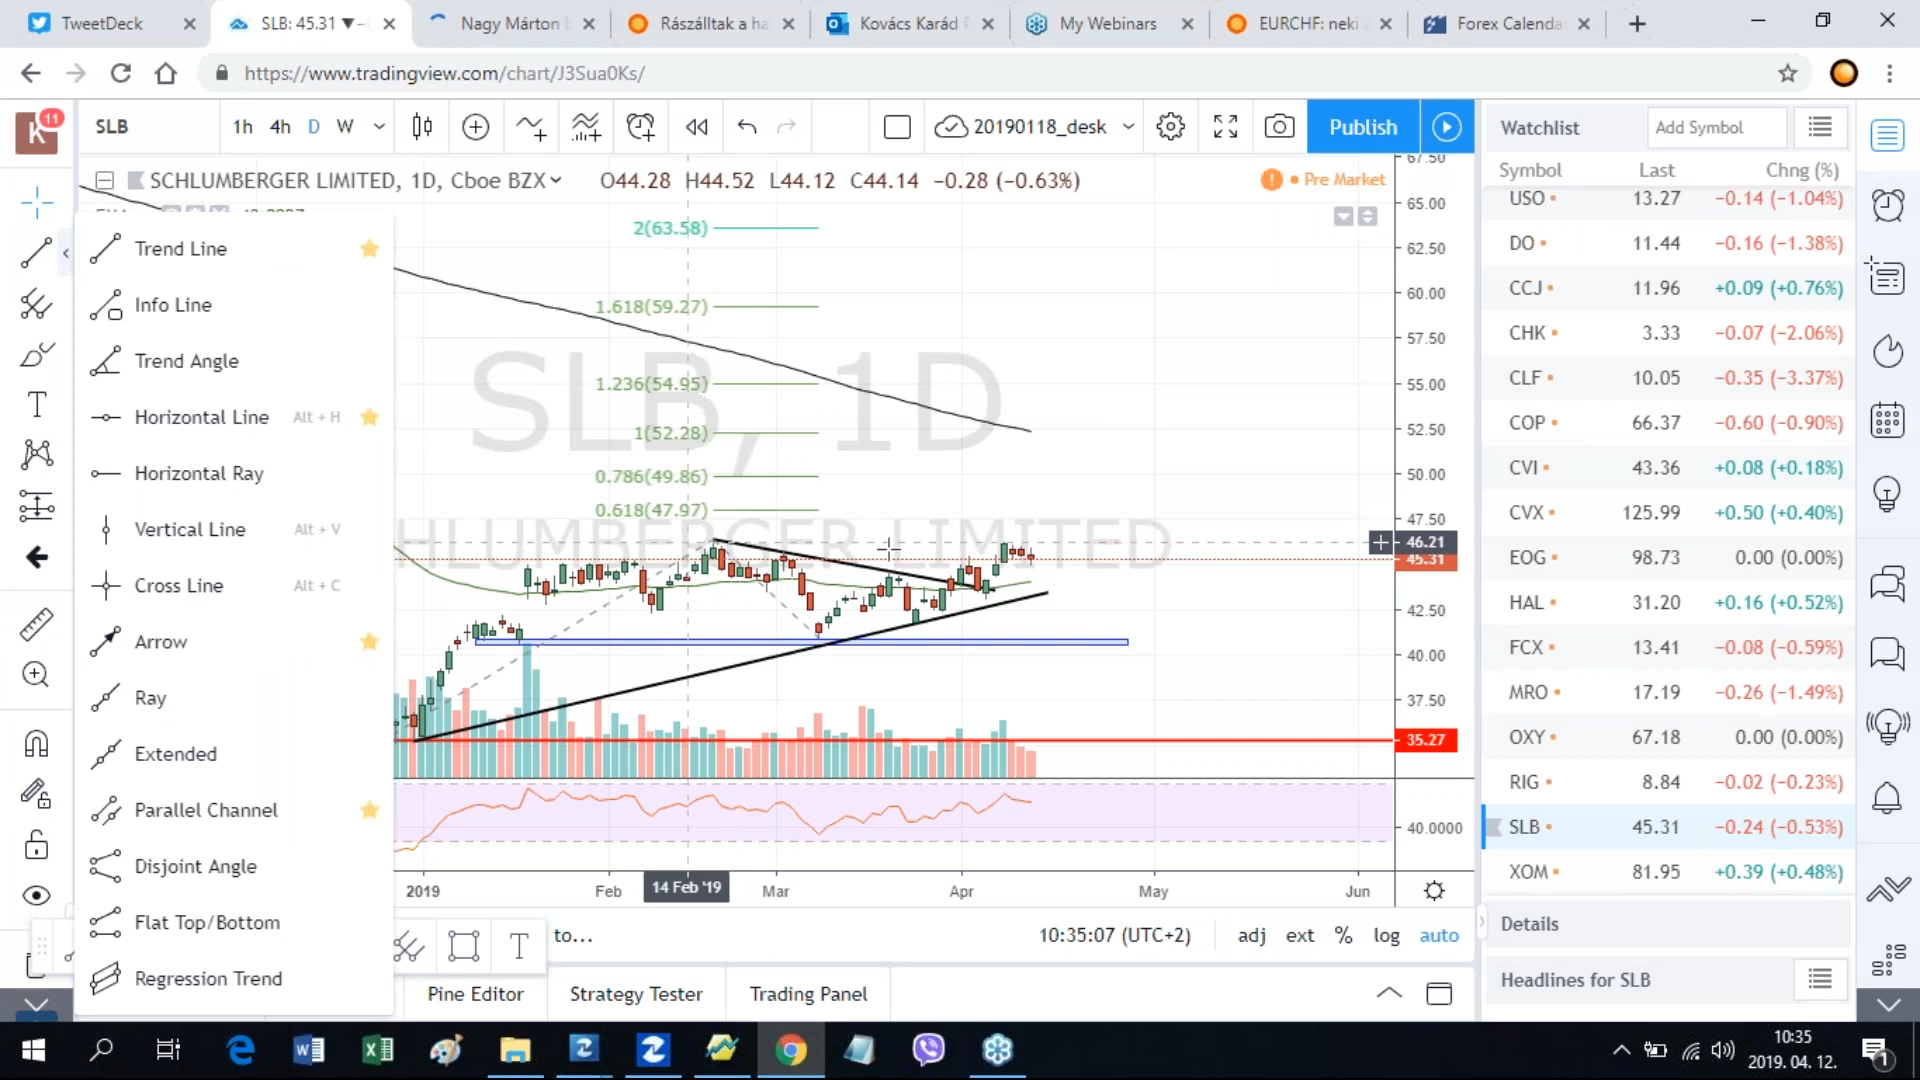 TweetDeck
SLB: 45.31 ▼
Nagy Márton
Rászálltak a ha
Kovács Karád
My Webinars
EURCHF: neki
Forex Calenda
https://www.tradingview.com/chart/J3Sua0Ks/
K
11
SLB
1h
4h
D
W
20190118_desk
Publish
SCHLUMBERGER LIMITED, 1D, Cboe BZX
O44.28 H44.52 L44.12 C44.14 −0.28 (−0.63%)
Pre Market
Trend Line
Info Line
Trend Angle
Horizontal Line Alt + H
Horizontal Ray
Vertical Line Alt + V
Cross Line Alt + C
Arrow
Ray
Extended
Parallel Channel
Disjoint Angle
Flat Top/Bottom
Regression Trend
SLB, 1D
HLUMBERGER LIMITED
2(63.58)
1.618(59.27)
1.236(54.95)
1(52.28)
0.786(49.86)
0.618(47.97)
67.50
65.00
62.50
60.00
57.50
55.00
52.50
50.00
47.50
46.21
45.31
42.50
40.00
37.50
35.27
40.0000
2019
Feb
14 Feb '19
Mar
Apr
May
Jun
to...
10:35:07 (UTC+2)
adj
ext
%
log
auto
Pine Editor
Strategy Tester
Trading Panel
Watchlist
Add Symbol
Symbol Last Chng (%)
USO 13.27 −0.14 (−1.04%)
DO 11.44 −0.16 (−1.38%)
CCJ 11.96 +0.09 (+0.76%)
CHK 3.33 −0.07 (−2.06%)
CLF 10.05 −0.35 (−3.37%)
COP 66.37 −0.60 (−0.90%)
CVI 43.36 +0.08 (+0.18%)
CVX 125.99 +0.50 (+0.40%)
EOG 98.73 0.00 (0.00%)
HAL 31.20 +0.16 (+0.52%)
FCX 13.41 −0.08 (−0.59%)
MRO 17.19 −0.26 (−1.49%)
OXY 67.18 0.00 (0.00%)
RIG 8.84 −0.02 (−0.23%)
SLB 45.31 −0.24 (−0.53%)
XOM 81.95 +0.39 (+0.48%)
Details
Headlines for SLB
10:35
2019. 04. 12.
1